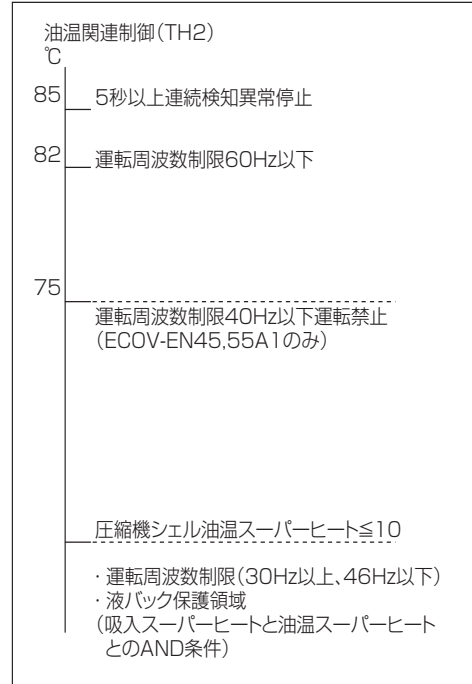 油温関連制御(TH2)
℃
85 5秒以上連続検知異常停止
82 運転周波数制限60Hz以下
75
運転周波数制限40Hz以下運転禁止
(ECOV-EN45,55A1のみ)
圧縮機シェル油温スーパーヒート≦10
・運転周波数制限(30Hz以上、46Hz以下)
・液バック保護領域
(吸入スーパーヒートと油温スーパーヒート
とのAND条件)